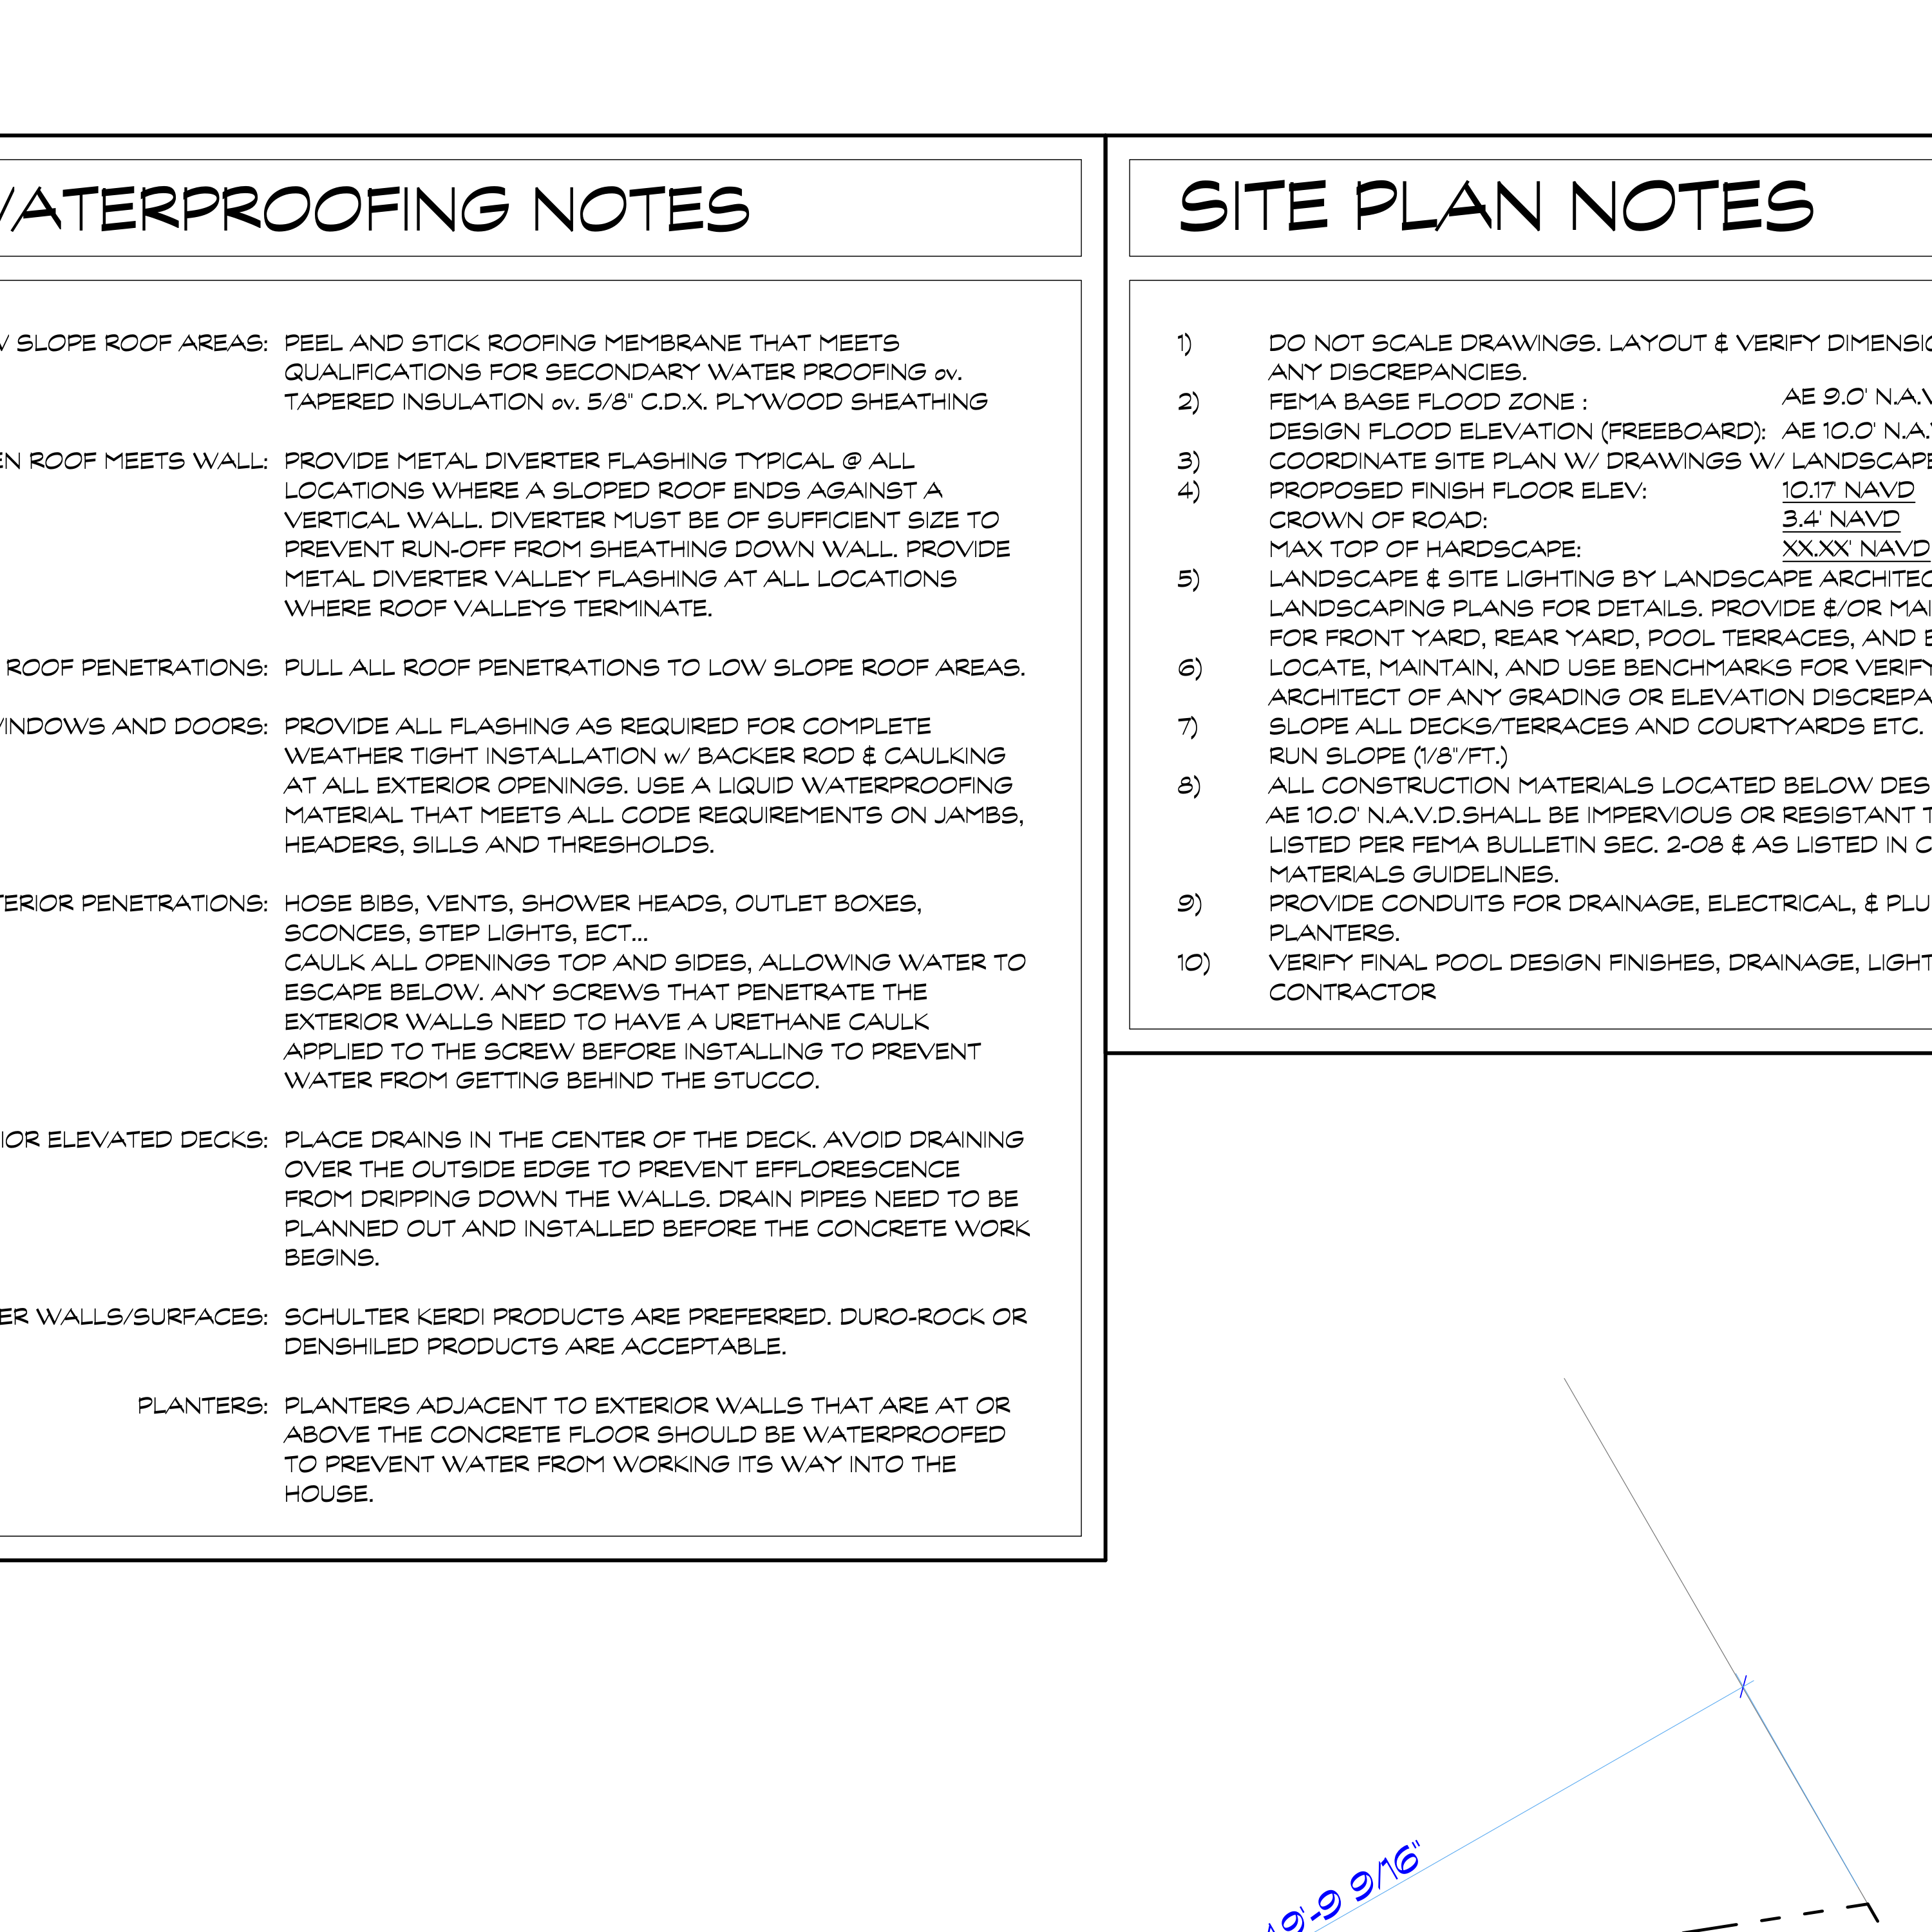 WATERPROOFING NOTES
SLOPE ROOF AREAS: PEEL AND STICK ROOFING MEMBRANE THAT MEETS
QUALIFICATIONS FOR SECONDARY WATER PROOFING ov.
TAPERED INSULATION ov. 5/8" C.D.X. PLYWOOD SHEATHING
ROOF MEETS WALL: PROVIDE METAL DIVERTER FLASHING TYPICAL @ ALL
LOCATIONS WHERE A SLOPED ROOF ENDS AGAINST A
VERTICAL WALL. DIVERTER MUST BE OF SUFFICIENT SIZE TO
PREVENT RUN-OFF FROM SHEATHING DOWN WALL. PROVIDE
METAL DIVERTER VALLEY FLASHING AT ALL LOCATIONS
WHERE ROOF VALLEYS TERMINATE.
ROOF PENETRATIONS: PULL ALL ROOF PENETRATIONS TO LOW SLOPE ROOF AREAS.
WINDOWS AND DOORS: PROVIDE ALL FLASHING AS REQUIRED FOR COMPLETE
WEATHER TIGHT INSTALLATION w/ BACKER ROD & CAULKING
AT ALL EXTERIOR OPENINGS. USE A LIQUID WATERPROOFING
MATERIAL THAT MEETS ALL CODE REQUIREMENTS ON JAMBS,
HEADERS, SILLS AND THRESHOLDS.
TERIOR PENETRATIONS: HOSE BIBS, VENTS, SHOWER HEADS, OUTLET BOXES,
SCONCES, STEP LIGHTS, ECT...
CAULK ALL OPENINGS TOP AND SIDES, ALLOWING WATER TO
ESCAPE BELOW. ANY SCREWS THAT PENETRATE THE
EXTERIOR WALLS NEED TO HAVE A URETHANE CAULK
APPLIED TO THE SCREW BEFORE INSTALLING TO PREVENT
WATER FROM GETTING BEHIND THE STUCCO.
IOR ELEVATED DECKS: PLACE DRAINS IN THE CENTER OF THE DECK. AVOID DRAINING
OVER THE OUTSIDE EDGE TO PREVENT EFFLORESCENCE
FROM DRIPPING DOWN THE WALLS. DRAIN PIPES NEED TO BE
PLANNED OUT AND INSTALLED BEFORE THE CONCRETE WORK
BEGINS.
ER WALLS/SURFACES: SCHULTER KERDI PRODUCTS ARE PREFERRED. DURO-ROCK OR
DENSHILED PRODUCTS ARE ACCEPTABLE.
PLANTERS: PLANTERS ADJACENT TO EXTERIOR WALLS THAT ARE AT OR
ABOVE THE CONCRETE FLOOR SHOULD BE WATERPROOFED
TO PREVENT WATER FROM WORKING ITS WAY INTO THE
HOUSE.
SITE PLAN NOTES
1) DO NOT SCALE DRAWINGS. LAYOUT & VERIFY DIMENSIO
ANY DISCREPANCIES.
2) FEMA BASE FLOOD ZONE : AE 9.0' N.A.V
DESIGN FLOOD ELEVATION (FREEBOARD): AE 10.0' N.A.
3) COORDINATE SITE PLAN W/ DRAWINGS W/ LANDSCAPE
4) PROPOSED FINISH FLOOR ELEV: 10.17' NAVD
CROWN OF ROAD: 3.4' NAVD
MAX TOP OF HARDSCAPE: XX.XX' NAVD
5) LANDSCAPE & SITE LIGHTING BY LANDSCAPE ARCHITEC
LANDSCAPING PLANS FOR DETAILS. PROVIDE &/OR MAI
FOR FRONT YARD, REAR YARD, POOL TERRACES, AND
6) LOCATE, MAINTAIN, AND USE BENCHMARKS FOR VERIFY
ARCHITECT OF ANY GRADING OR ELEVATION DISCREPA
7) SLOPE ALL DECKS/TERRACES AND COURTYARDS ETC.
RUN SLOPE (1/8"/FT.)
8) ALL CONSTRUCTION MATERIALS LOCATED BELOW DES
AE 10.0' N.A.V.D.SHALL BE IMPERVIOUS OR RESISTANT T
LISTED PER FEMA BULLETIN SEC. 2-08 & AS LISTED IN C
MATERIALS GUIDELINES.
9) PROVIDE CONDUITS FOR DRAINAGE, ELECTRICAL, & PLU
PLANTERS.
10) VERIFY FINAL POOL DESIGN FINISHES, DRAINAGE, LIGHT
CONTRACTOR
19'-9 9/16"